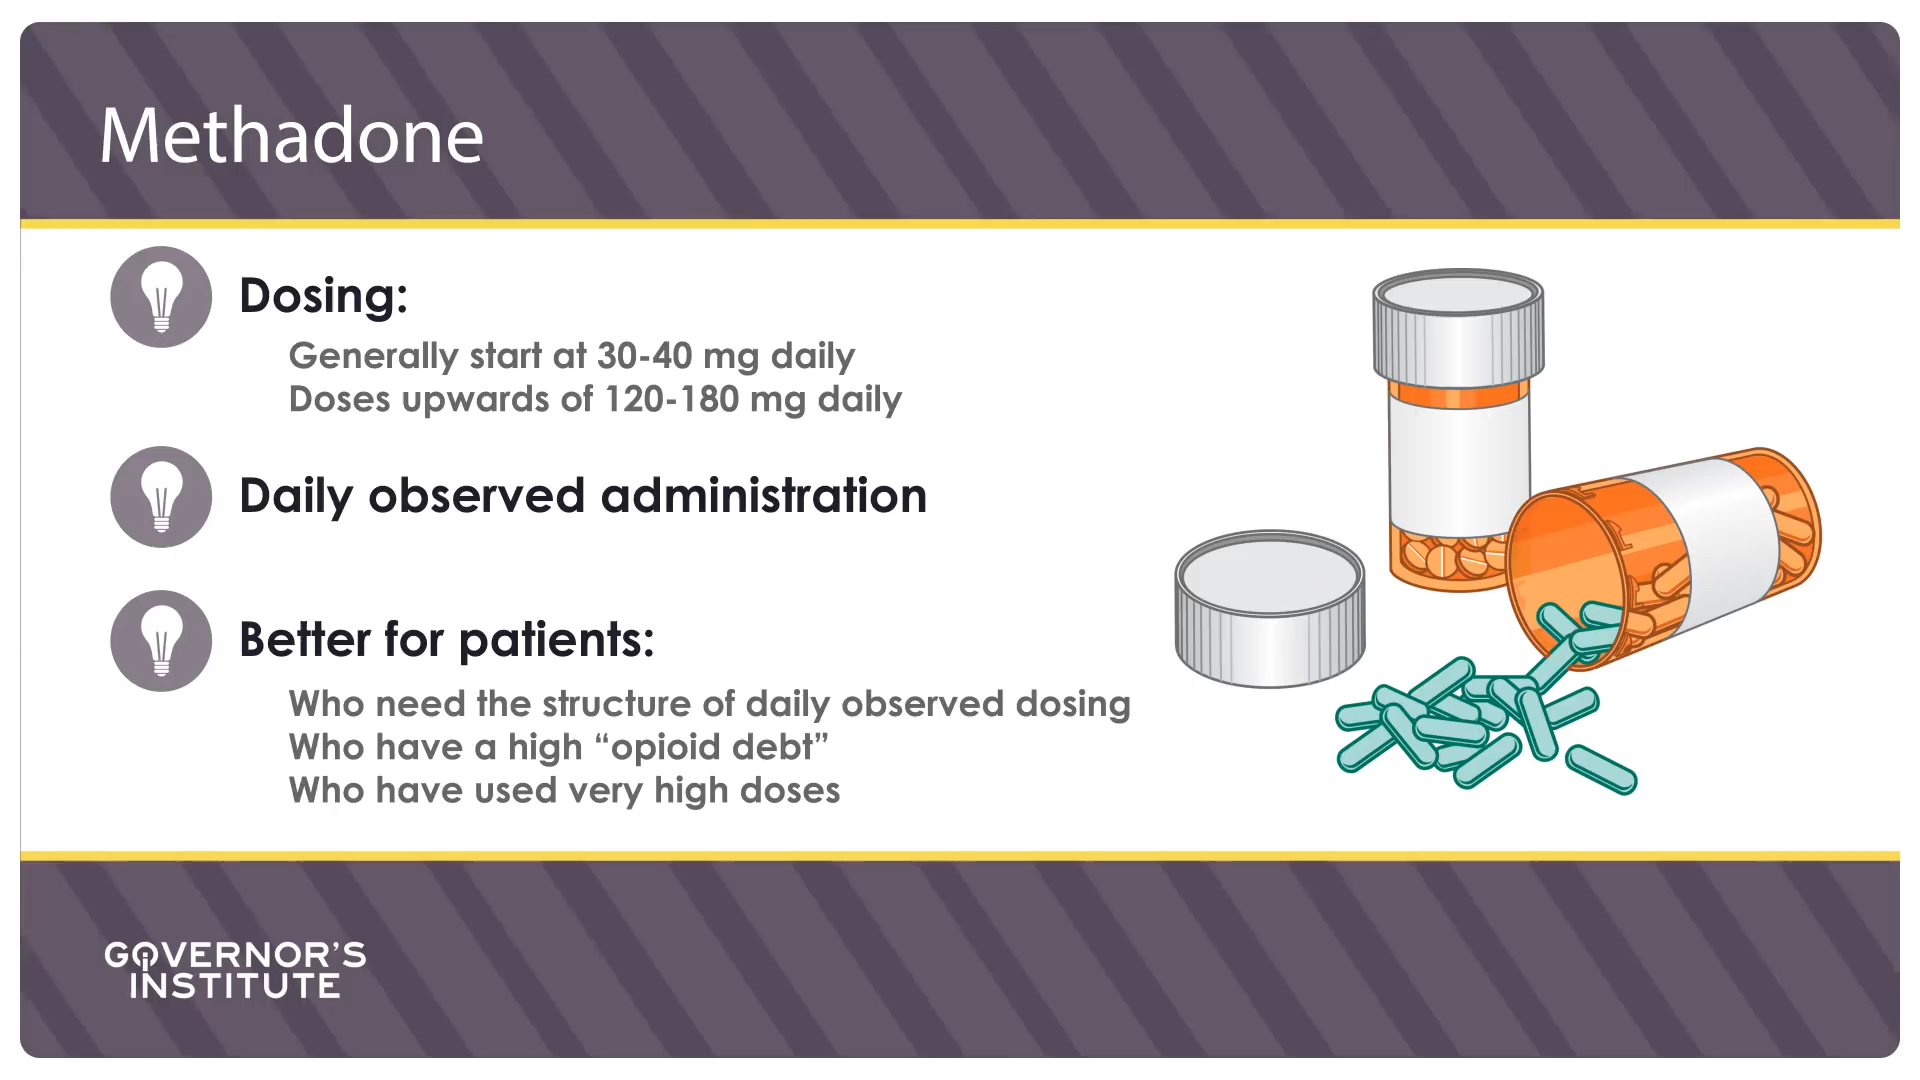 Methadone
Dosing:
Generally start at 30-40 mg daily
Doses upwards of 120-180 mg daily
Daily observed administration
Better for patients:
Who need the structure of daily observed dosing
Who have a high “opioid debt”
Who have used very high doses
GOVERNOR’S
INSTITUTE